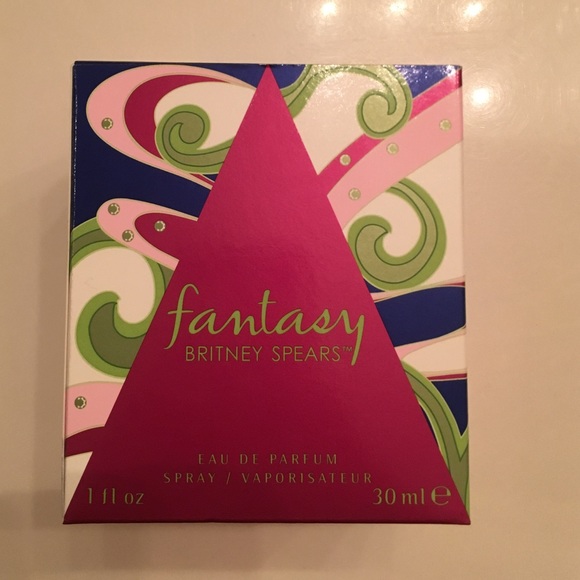 fantasy
BRITNEY SPEARS™
EAU DE PARFUM
SPRAY / VAPORISATEUR
1 fl oz 30 ml ℮